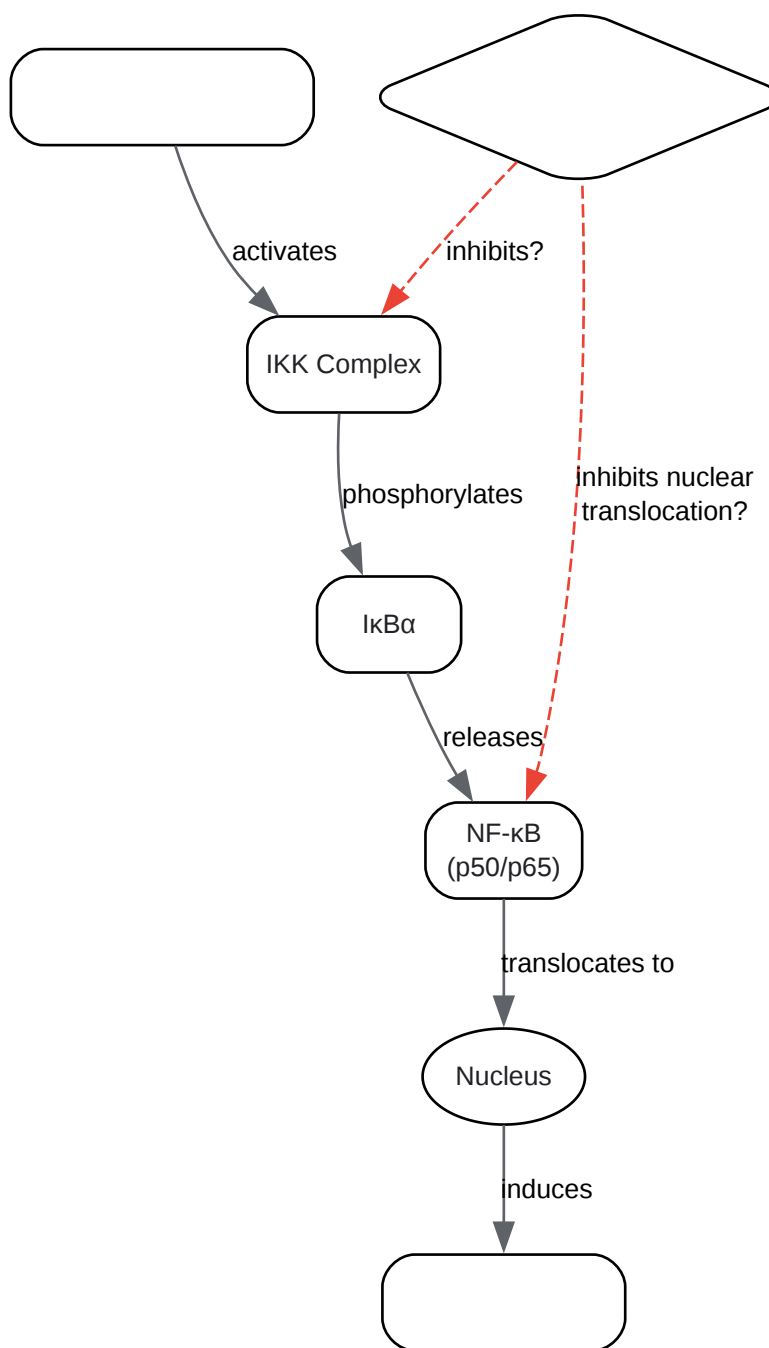 activates
inhibits?
IKK Complex
phosphorylates
inhibits nuclear
translocation?
IκBα
releases
NF-κB
(p50/p65)
translocates to
Nucleus
induces